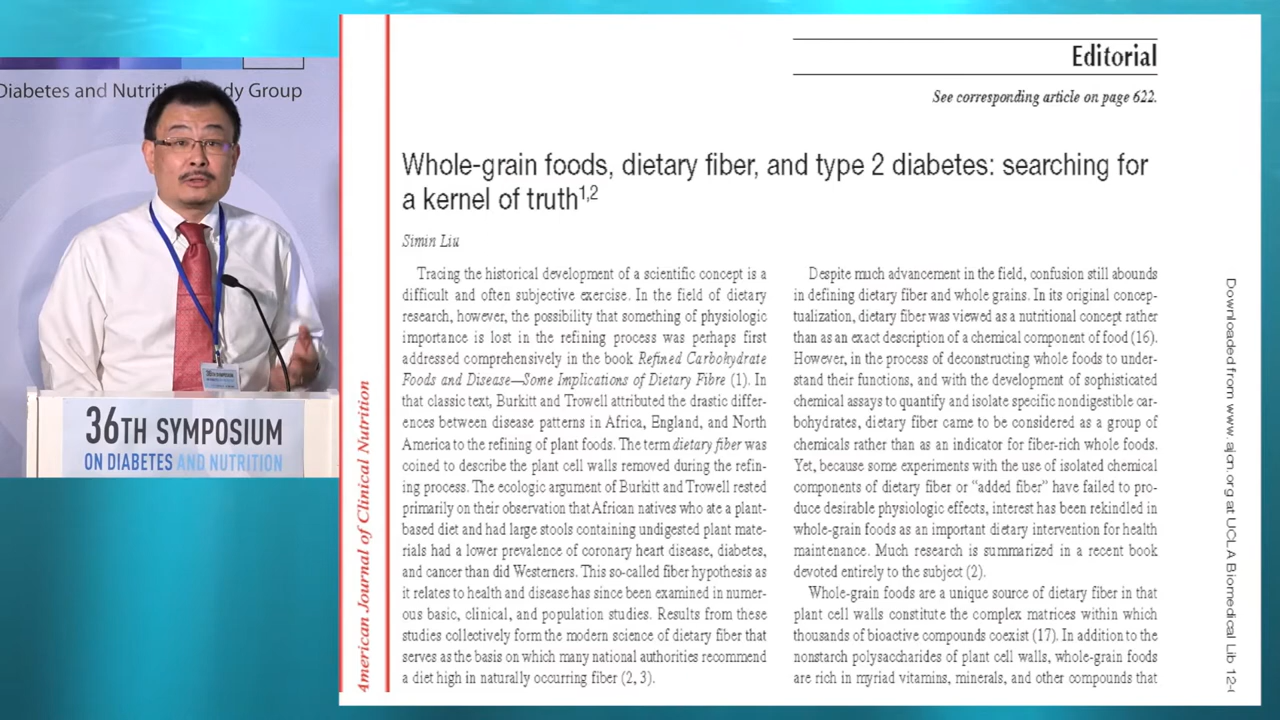 Diabetes and Nutriti dy Group
36TH SYMPOSIUM
ON DIABETES AND NUTRITION
36TH SYMPOSIUM
Editorial
See corresponding article on page 622.
Whole-grain foods, dietary fiber, and type 2 diabetes: searching for
a kernel of truth1,2
Simin Liu
Tracing the historical development of a scientific concept is a
difficult and often subjective exercise. In the field of dietary
research, however, the possibility that something of physiologic
importance is lost in the refining process was perhaps first
addressed comprehensively in the book Refined Carbohydrate
Foods and Disease—Some Implications of Dietary Fibre (1). In
that classic text, Burkitt and Trowell attributed the drastic differ-
ences between disease patterns in Africa, England, and North
America to the refining of plant foods. The term dietary fiber was
coined to describe the plant cell walls removed during the refin-
ing process. The ecologic argument of Burkitt and Trowell rested
primarily on their observation that African natives who ate a plant-
based diet and had large stools containing undigested plant mate-
rials had a lower prevalence of coronary heart disease, diabetes,
and cancer than did Westerners. This so-called fiber hypothesis as
it relates to health and disease has since been examined in numer-
ous basic, clinical, and population studies. Results from these
studies collectively form the modern science of dietary fiber that
serves as the basis on which many national authorities recommend
a diet high in naturally occurring fiber (2, 3).
Despite much advancement in the field, confusion still abounds
in defining dietary fiber and whole grains. In its original concep-
tualization, dietary fiber was viewed as a nutritional concept rather
than as an exact description of a chemical component of food (16).
However, in the process of deconstructing whole foods to under-
stand their functions, and with the development of sophisticated
chemical assays to quantify and isolate specific nondigestible car-
bohydrates, dietary fiber came to be considered as a group of
chemicals rather than as an indicator for fiber-rich whole foods.
Yet, because some experiments with the use of isolated chemical
components of dietary fiber or “added fiber” have failed to pro-
duce desirable physiologic effects, interest has been rekindled in
whole-grain foods as an important dietary intervention for health
maintenance. Much research is summarized in a recent book
devoted entirely to the subject (2).
Whole-grain foods are a unique source of dietary fiber in that
plant cell walls constitute the complex matrices within which
thousands of bioactive compounds coexist (17). In addition to the
nonstarch polysaccharides of plant cell walls, whole-grain foods
are rich in myriad vitamins, minerals, and other compounds that
American Journal of Clinical Nutrition
Downloaded from www.ajcn.org at UCLA Biomedical Lib 12-